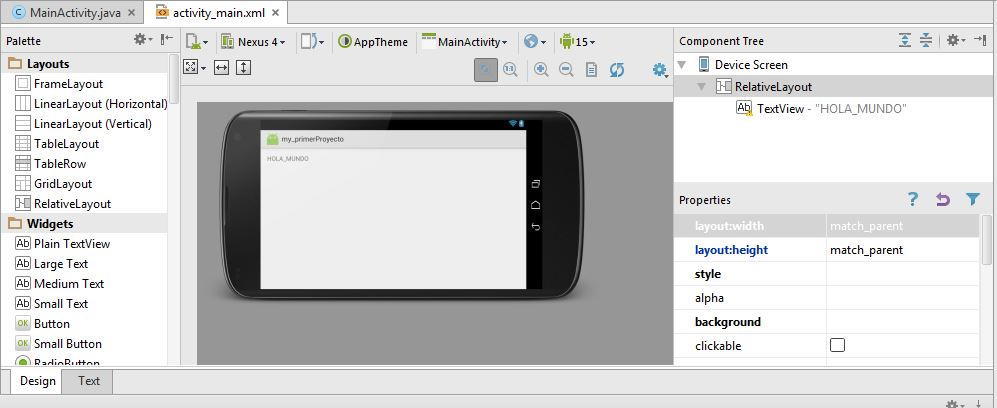 MainActivity.java
activity_main.xml
Palette
Nexus 4
AppTheme
MainActivity
15
Component Tree
Layouts
FrameLayout
LinearLayout (Horizontal)
LinearLayout (Vertical)
TableLayout
TableRow
GridLayout
RelativeLayout
Widgets
Plain TextView
Large Text
Medium Text
Small Text
Button
Small Button
RadioButton
1:1
my_primerProyecto
HOLA_MUNDO
Device Screen
RelativeLayout
TextView - "HOLA_MUNDO"
Properties
layout:width match_parent
layout:height match_parent
style
alpha
background
clickable
Design
Text